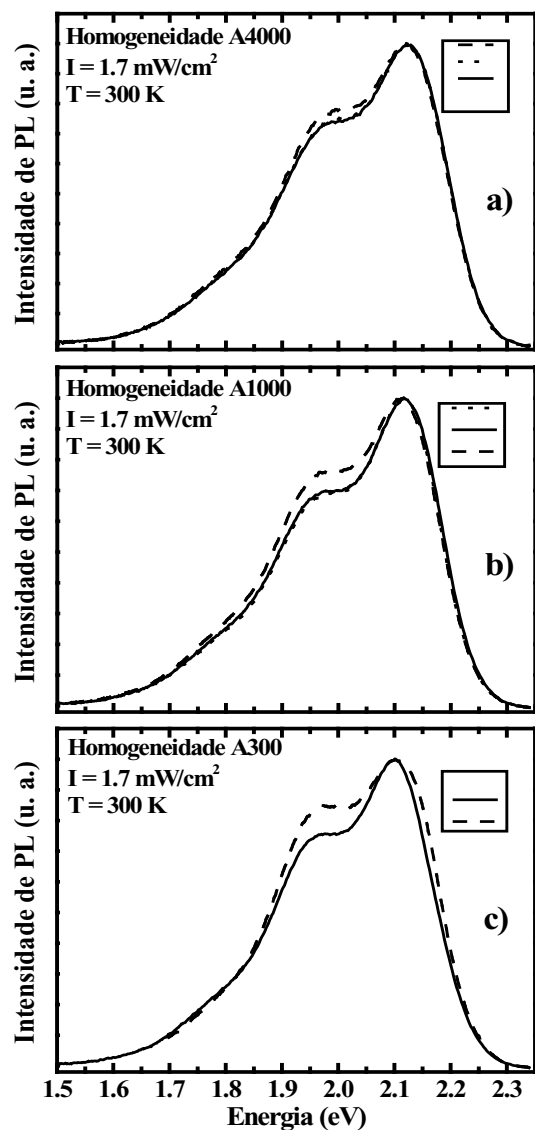 Homogeneidade A4000
I = 1.7 mW/cm²
T = 300 K
a)
Intensidade de PL (u. a.)
Homogeneidade A1000
I = 1.7 mW/cm²
T = 300 K
b)
Intensidade de PL (u. a.)
Homogeneidade A300
I = 1.7 mW/cm²
T = 300 K
c)
Intensidade de PL (u. a.)
1.5 1.6 1.7 1.8 1.9 2.0 2.1 2.2 2.3
Energia (eV)